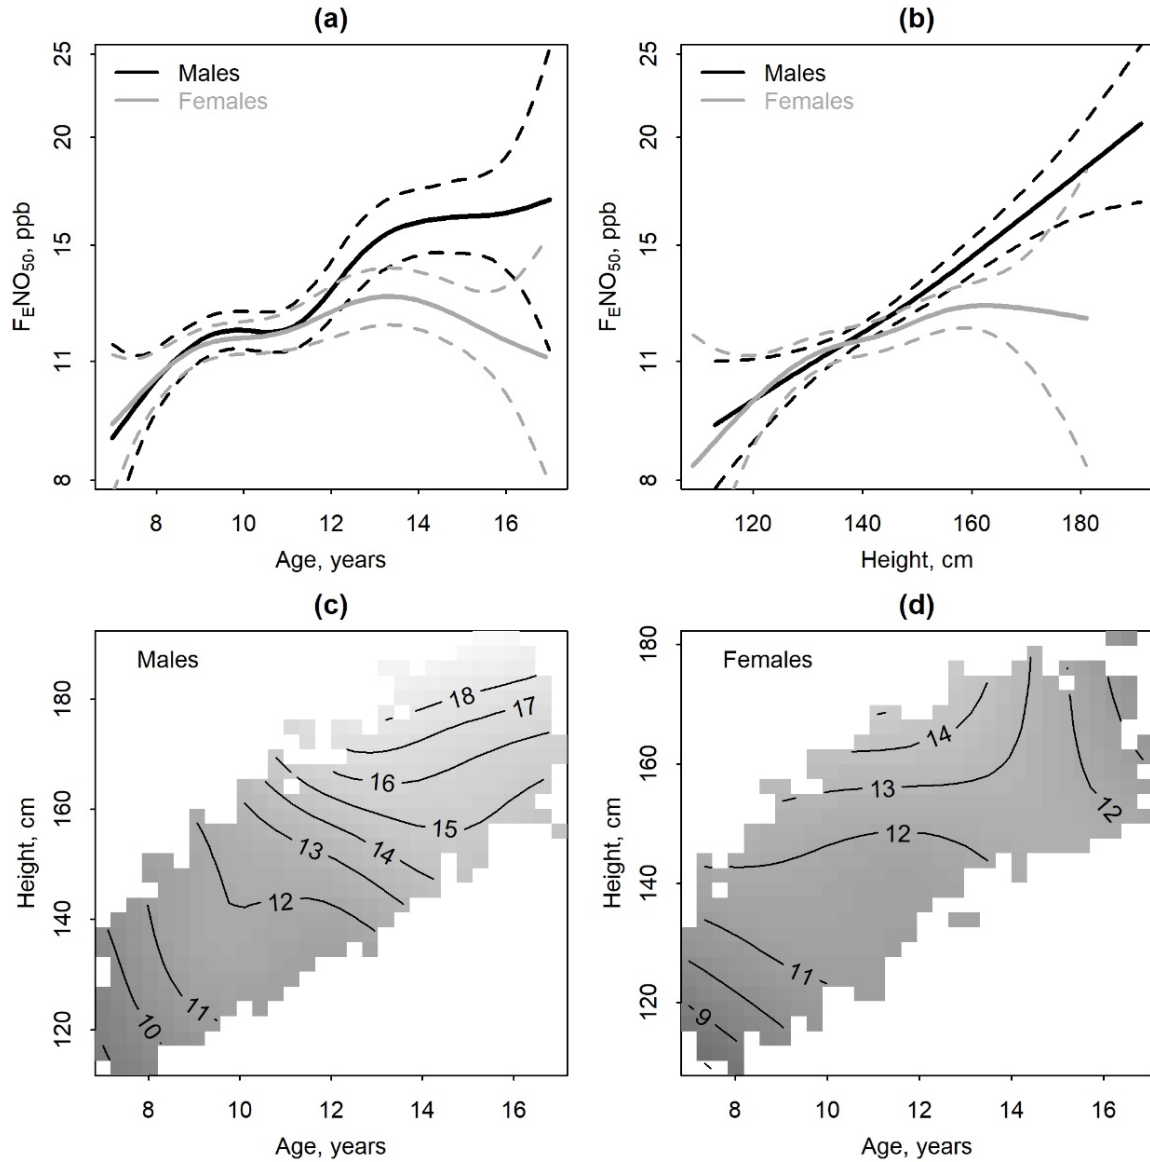 (a)
Males
Females
25
20
15
11
8
F_ENO_50, ppb
8 10 12 14 16
Age, years
(b)
Males
Females
25
20
15
11
8
F_ENO_50, ppb
120 140 160 180
Height, cm
(c)
Males
180
160
140
120
Height, cm
18
17
16
15
14
13
12
11
10
8 10 12 14 16
Age, years
(d)
Females
180
160
140
120
Height, cm
14
13
12
12
11
9
8 10 12 14 16
Age, years